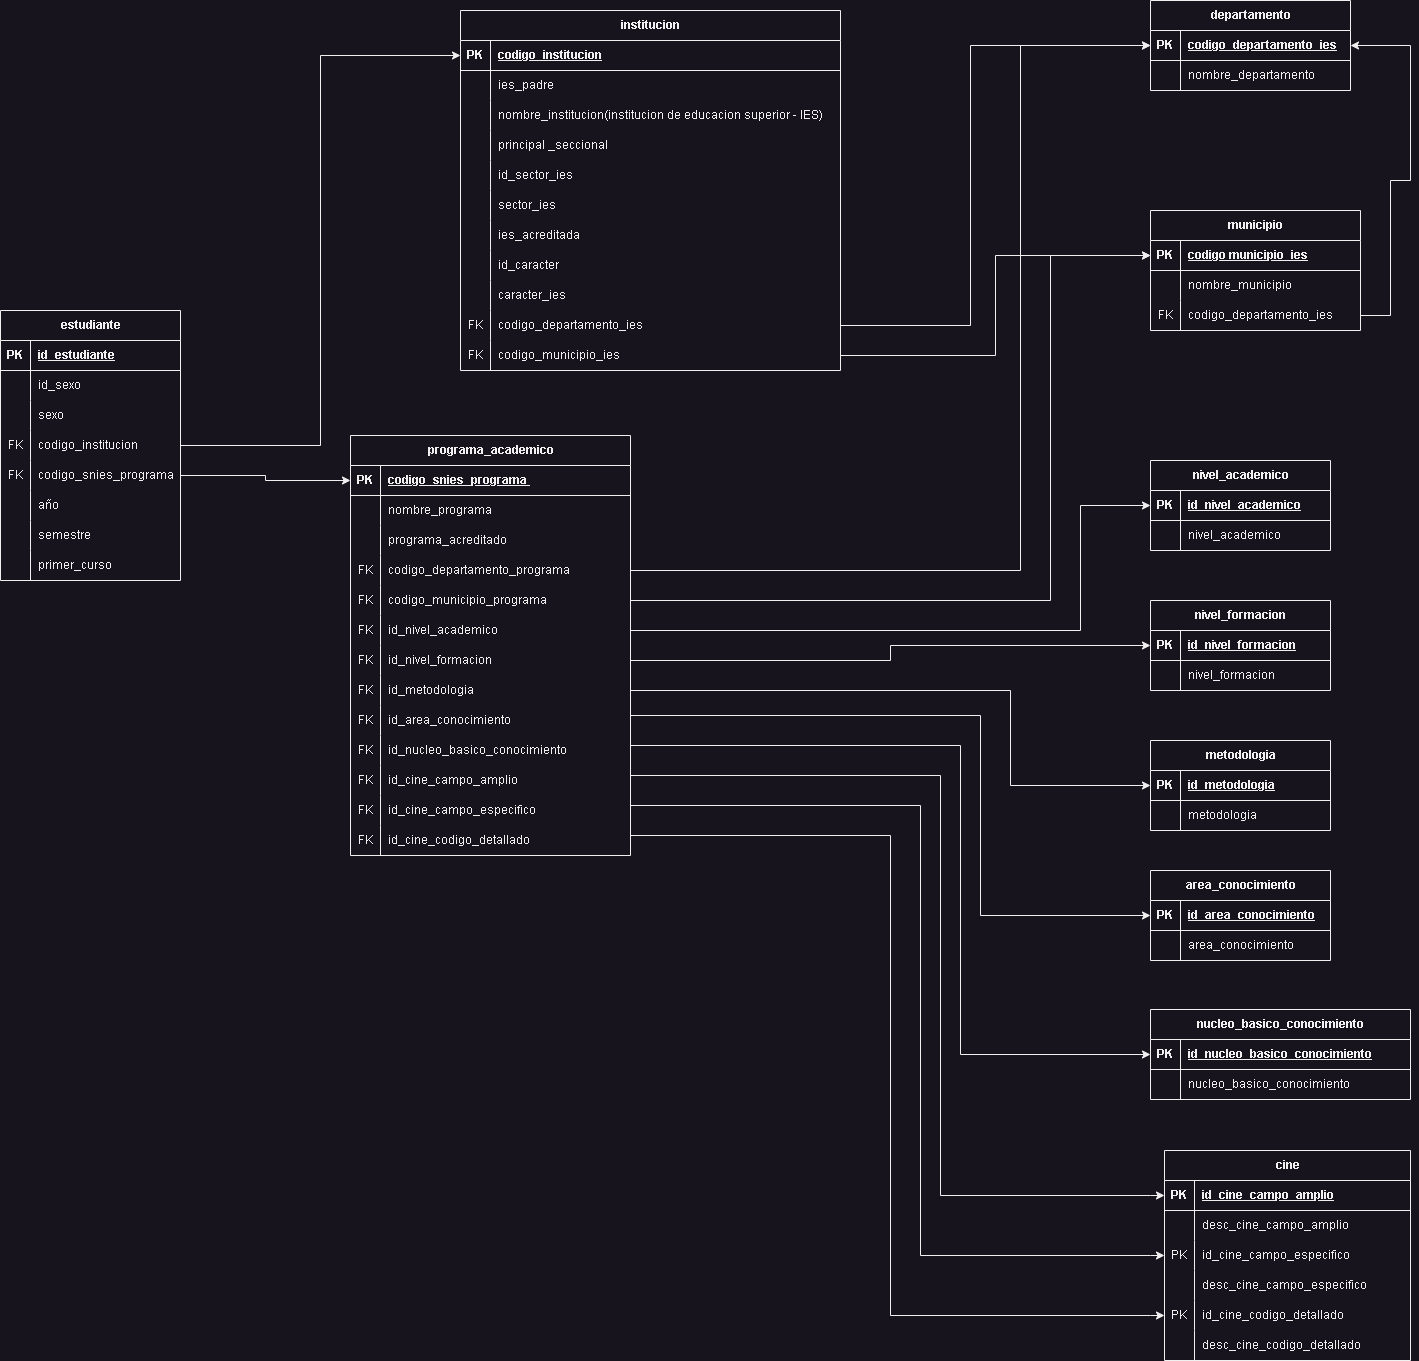 institucion
PK codigo_institucion
ies_padre
nombre_institucion(institucion de educacion superior - IES)
principal _seccional
id_sector_ies
sector_ies
ies_acreditada
id_caracter
caracter_ies
FK codigo_departamento_ies
FK codigo_municipio_ies
departamento
PK codigo_departamento_ies
nombre_departamento
municipio
PK codigo municipio_ies
nombre_municipio
FK codigo_departamento_ies
estudiante
PK id_estudiante
id_sexo
sexo
FK codigo_institucion
FK codigo_snies_programa
año
semestre
primer_curso
programa_academico
PK codigo_snies_programa
nombre_programa
programa_acreditado
FK codigo_departamento_programa
FK codigo_municipio_programa
FK id_nivel_academico
FK id_nivel_formacion
FK id_metodologia
FK id_area_conocimiento
FK id_nucleo_basico_conocimiento
FK id_cine_campo_amplio
FK id_cine_campo_especifico
FK id_cine_codigo_detallado
nivel_academico
PK id_nivel_academico
nivel_academico
nivel_formacion
PK id_nivel_formacion
nivel_formacion
metodologia
PK id_metodologia
metodologia
area_conocimiento
PK id_area_conocimiento
area_conocimiento
nucleo_basico_conocimiento
PK id_nucleo_basico_conocimiento
nucleo_basico_conocimiento
cine
PK id_cine_campo_amplio
desc_cine_campo_amplio
PK id_cine_campo_especifico
desc_cine_campo_especifico
PK id_cine_codigo_detallado
desc_cine_codigo_detallado